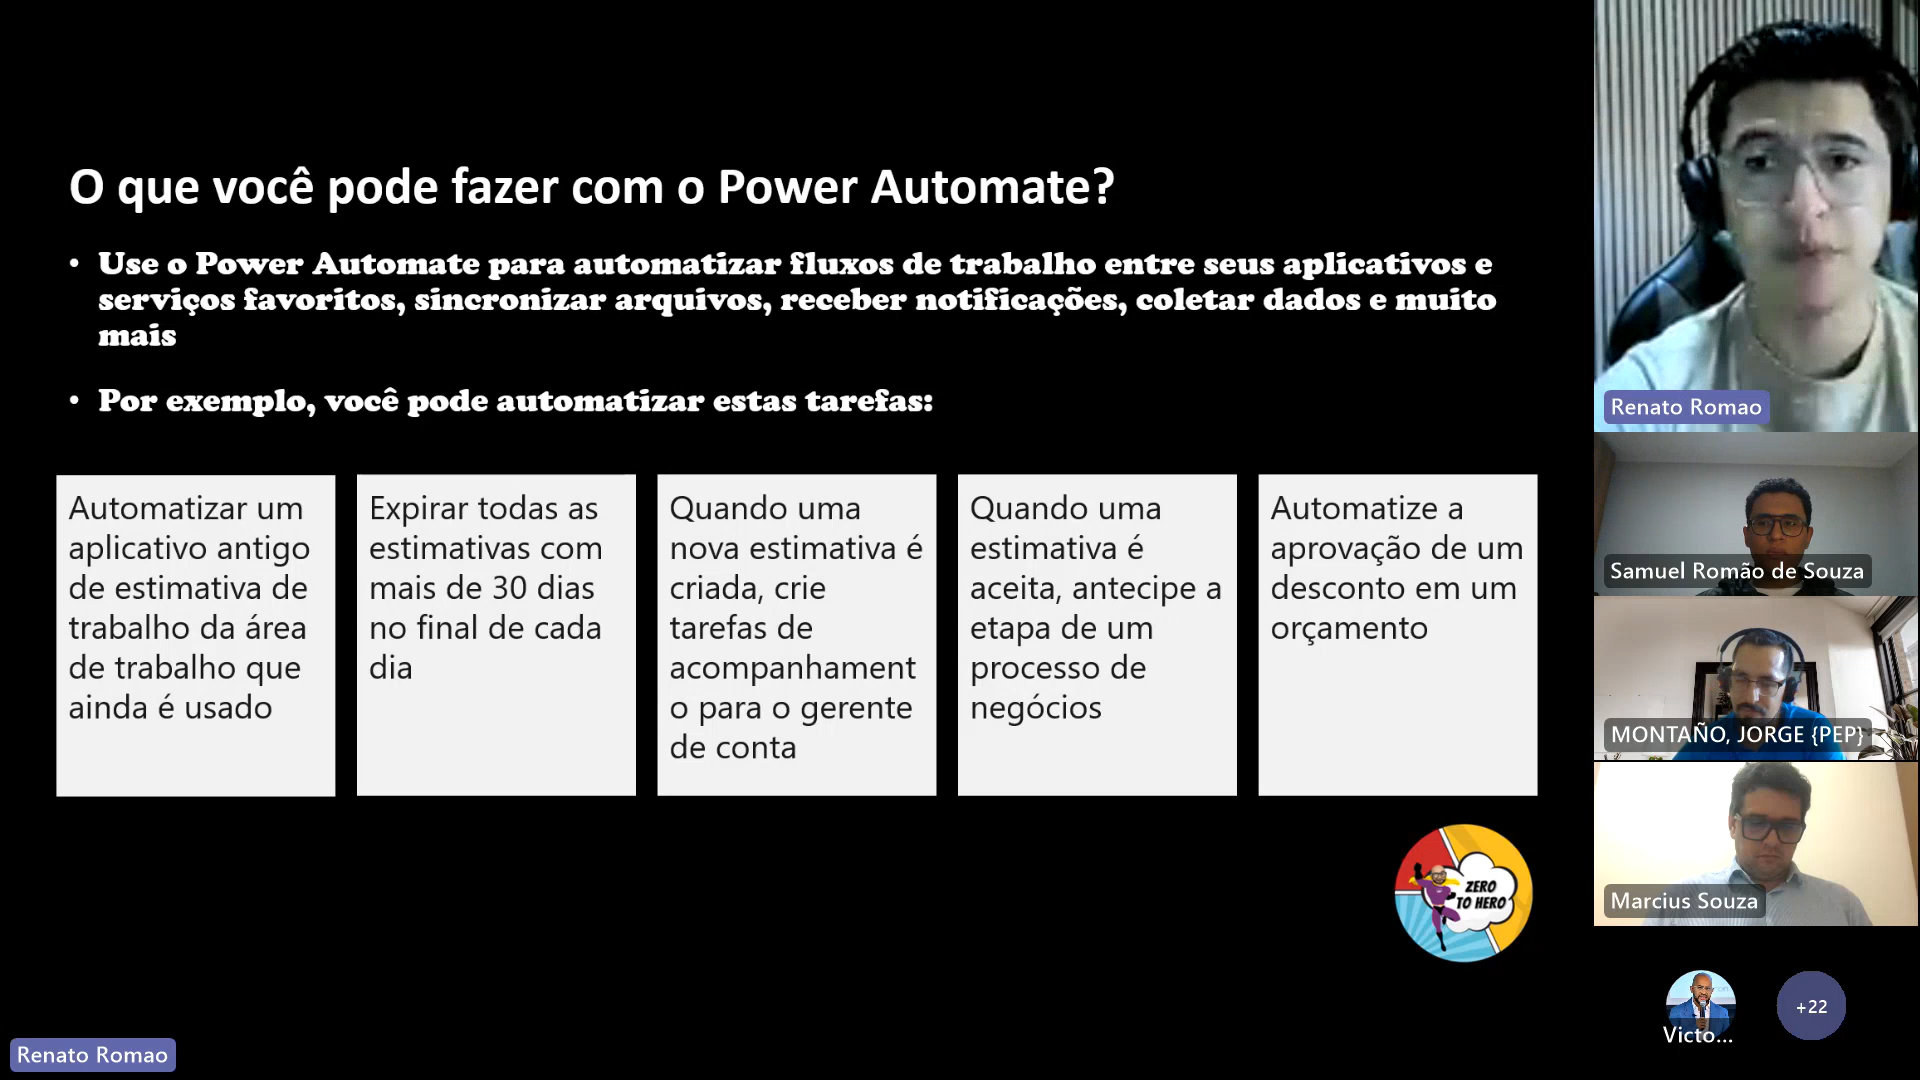 O que você pode fazer com o Power Automate?
• Use o Power Automate para automatizar fluxos de trabalho entre seus aplicativos e
serviços favoritos, sincronizar arquivos, receber notificações, coletar dados e muito
mais
• Por exemplo, você pode automatizar estas tarefas:
Automatizar um
aplicativo antigo
de estimativa de
trabalho da área
de trabalho que
ainda é usado
Expirar todas as
estimativas com
mais de 30 dias
no final de cada
dia
Quando uma
nova estimativa é
criada, crie
tarefas de
acompanhament
o para o gerente
de conta
Quando uma
estimativa é
aceita, antecipe a
etapa de um
processo de
negócios
Automatize a
aprovação de um
desconto em um
orçamento
ZERO
TO HERO
Renato Romao
Renato Romao
Samuel Romão de Souza
MONTAÑO, JORGE {PEP}
Marcius Souza
Victo...
+22